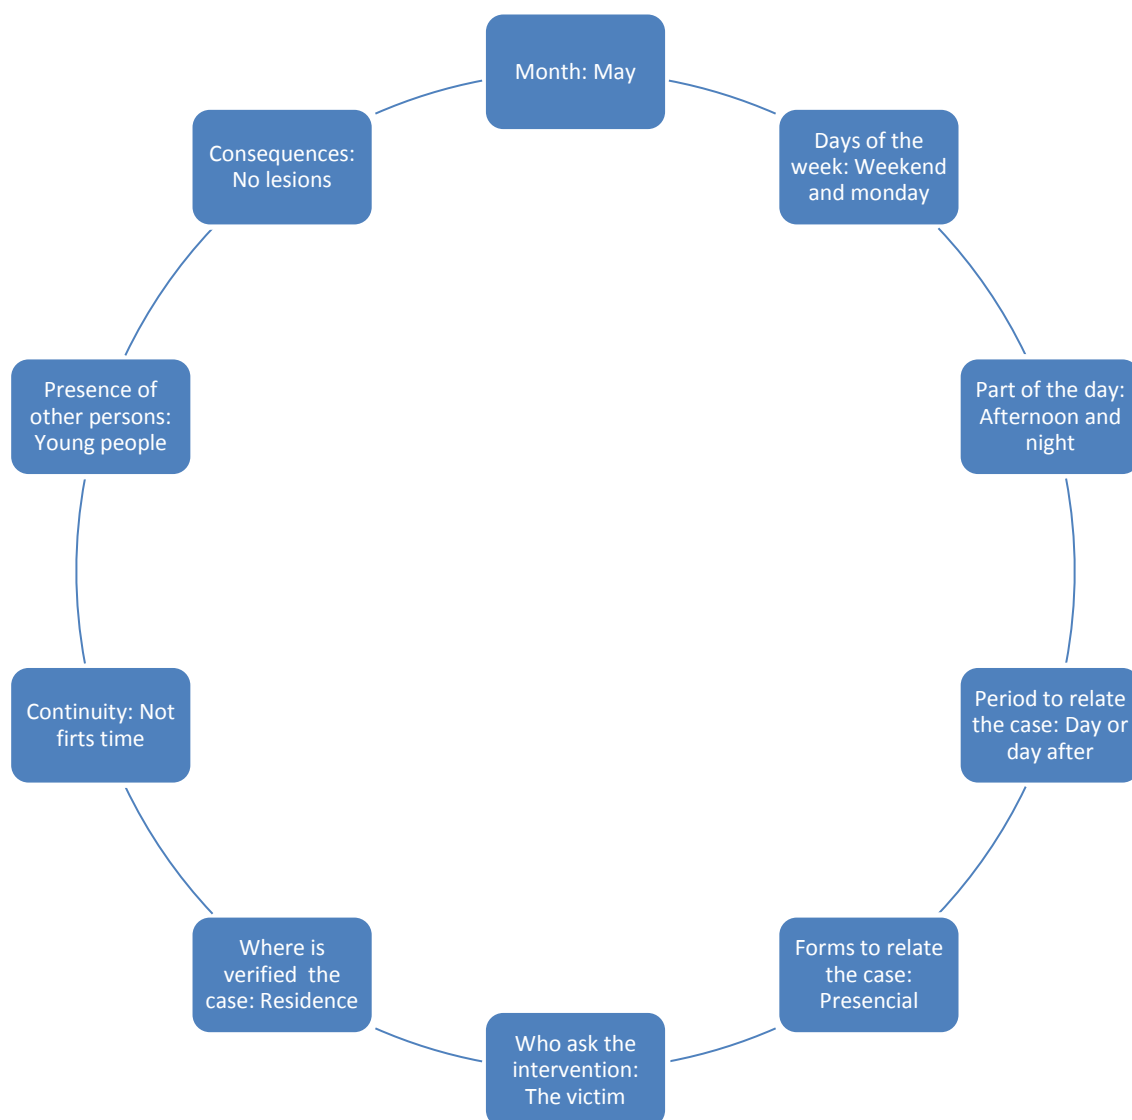 Month: May
Days of the
week: Weekend
and monday
Part of the day:
Afternoon and
night
Period to relate
the case: Day or
day after
Forms to relate
the case:
Presencial
Who ask the
intervention:
The victim
Where is
verified  the
case: Residence
Continuity: Not
firts time
Presence of
other persons:
Young people
Consequences:
No lesions